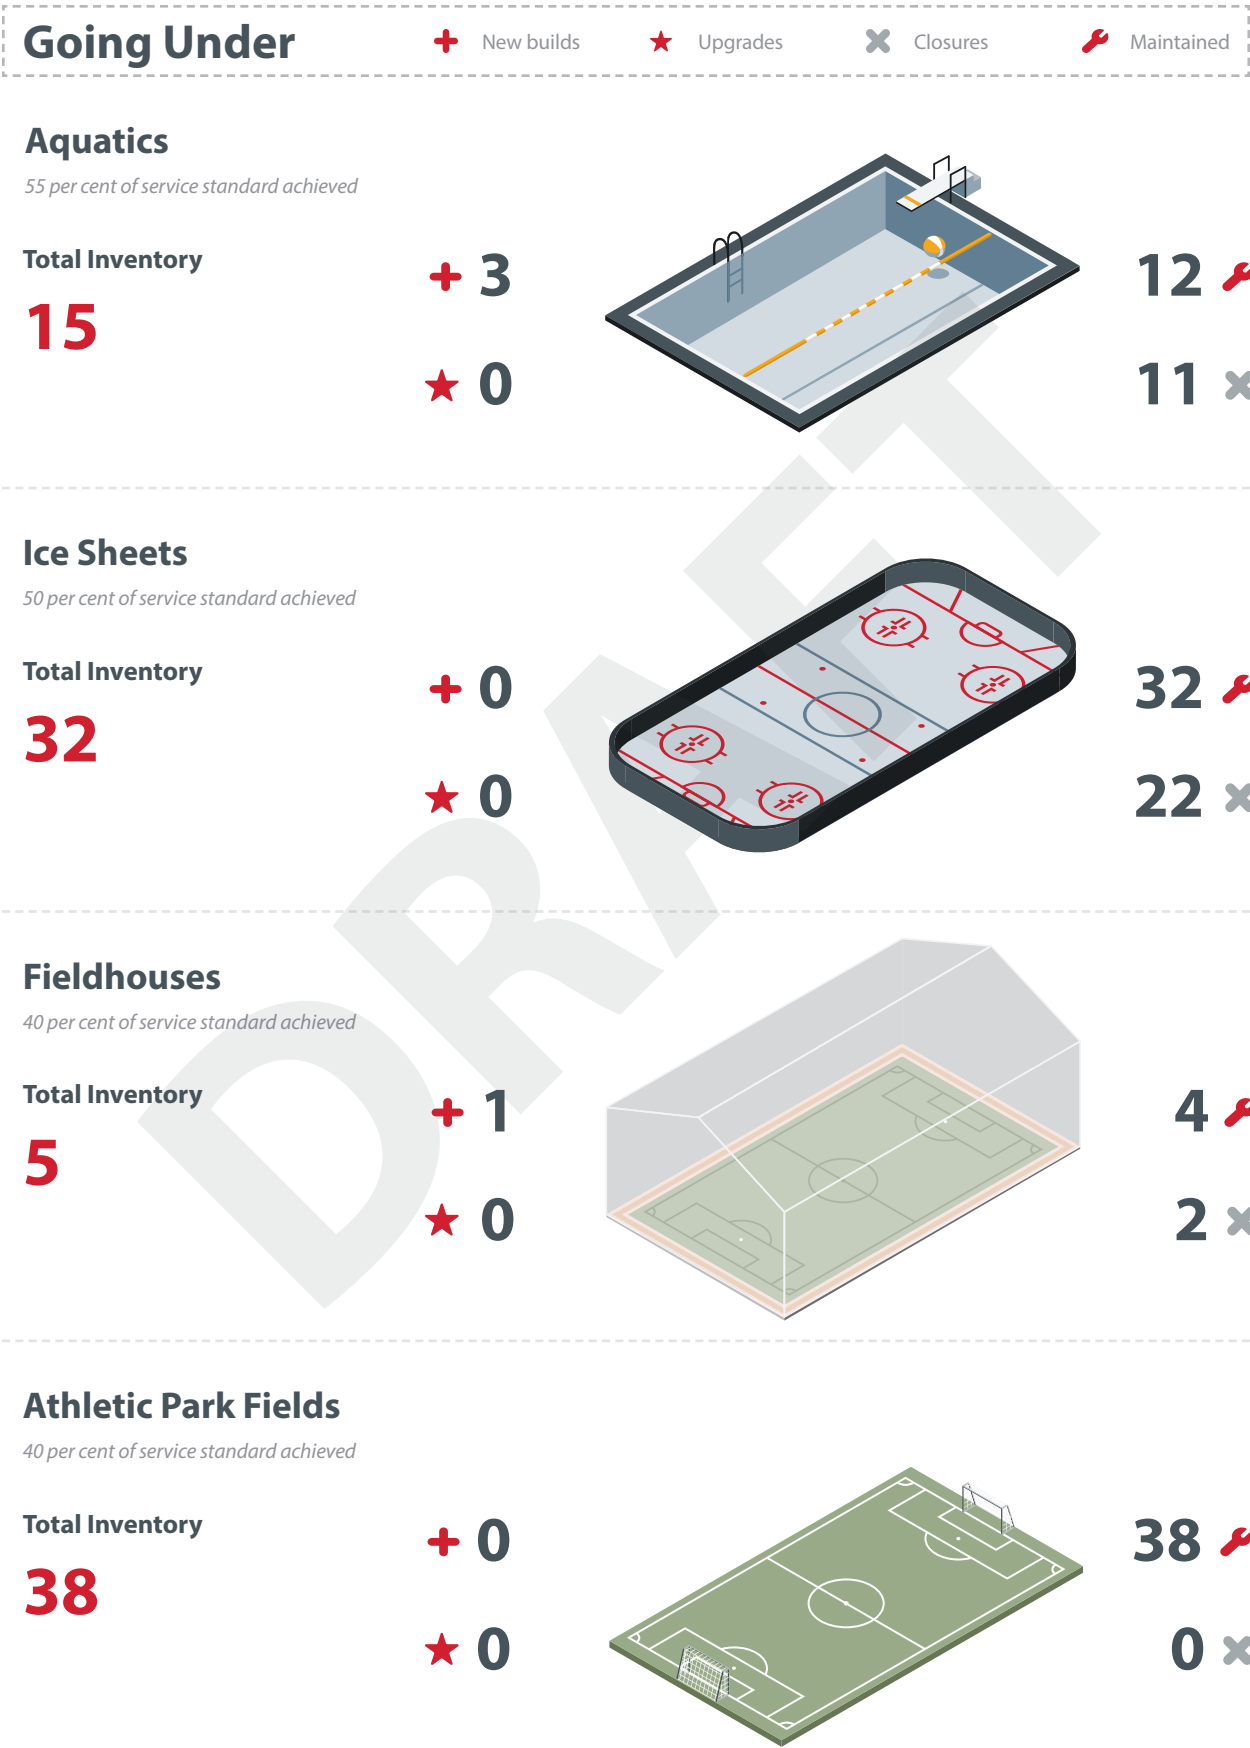 Going Under
New builds
Upgrades
Closures
Maintained
Aquatics
55 per cent of service standard achieved
Total Inventory
15
3
0
12
11
Ice Sheets
50 per cent of service standard achieved
Total Inventory
32
0
0
32
22
Fieldhouses
40 per cent of service standard achieved
Total Inventory
5
1
0
4
2
Athletic Park Fields
40 per cent of service standard achieved
Total Inventory
38
0
0
38
0
DRAFT